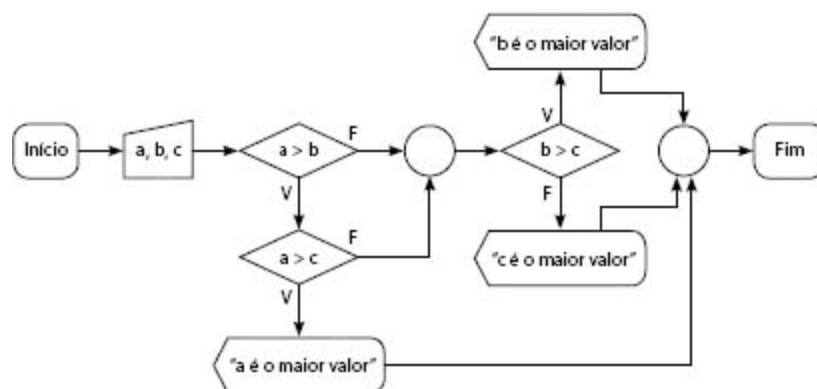 "b é o maior valor"
Início
a, b, c
a > b
F
V
b > c
V
F
Fim
a > c
F
V
"c é o maior valor"
"a é o maior valor"